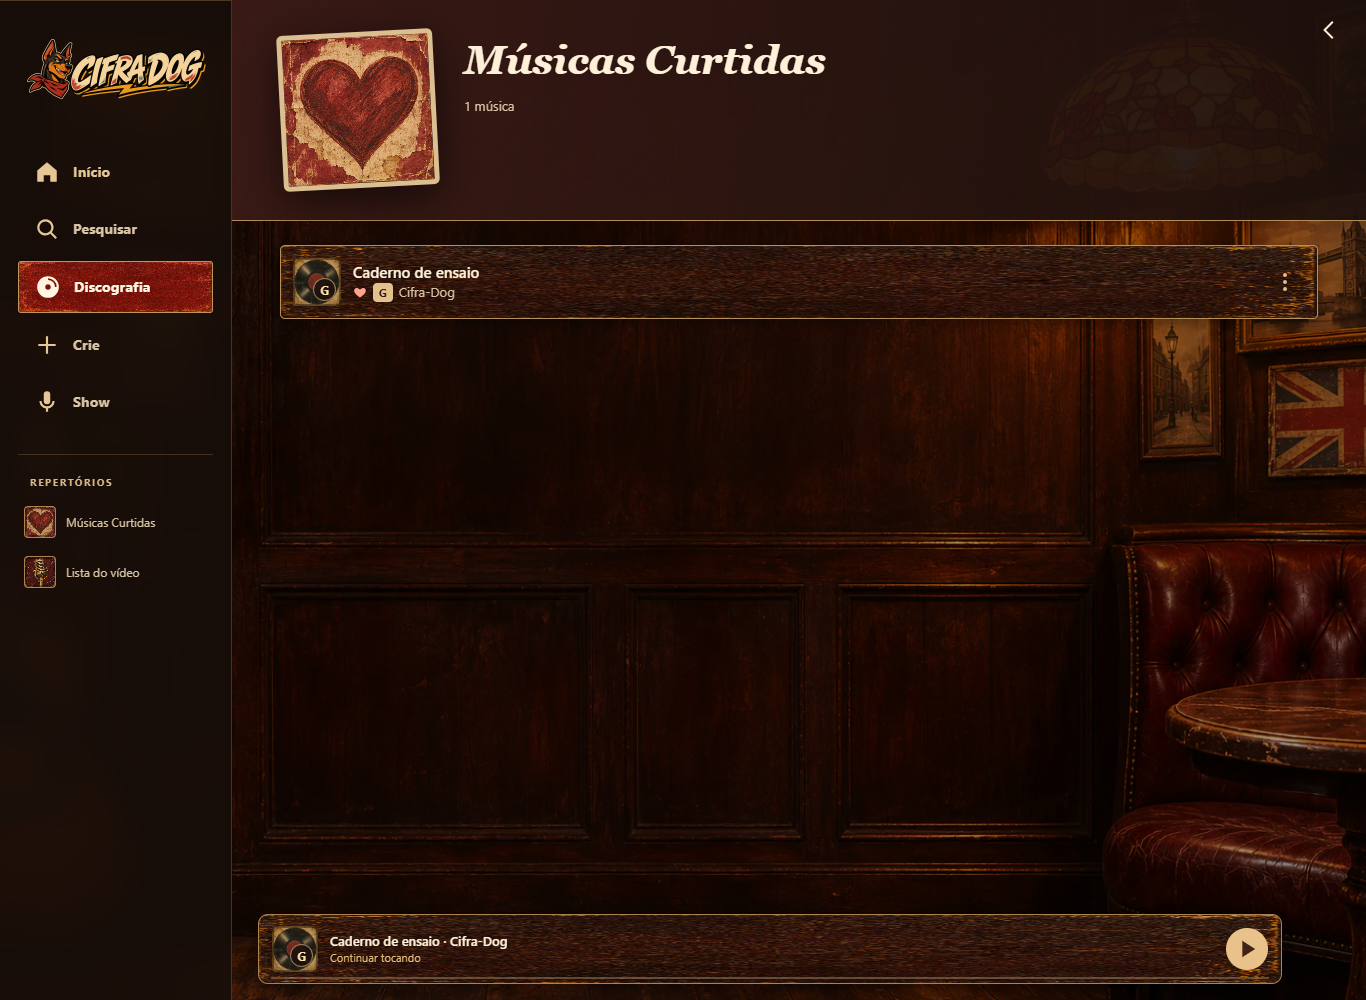 CIFRA DOG
Início
Pesquisar
Discografia
Crie
Show
REPERTÓRIOS
Músicas Curtidas
Lista do vídeo
Músicas Curtidas
1 música
G
Caderno de ensaio
G Cifra-Dog
G
Caderno de ensaio · Cifra-Dog
Continuar tocando